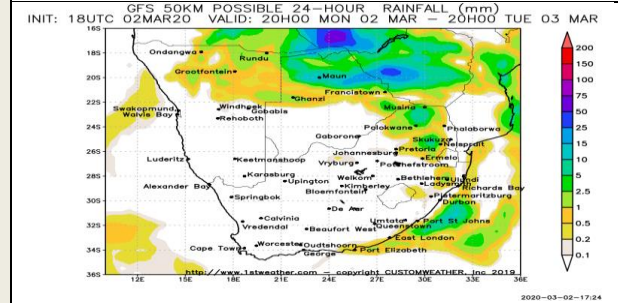 GFS 50KM POSSIBLE 24-HOUR RAINFALL (mm)
INIT: 18UTC 02MAR20 VALID: 20H00 MON 02 MAR - 20H00 TUE 03 MAR
16S
Ondangwa
Rundu
200
18S
150
Grootfontein
20S
Maun
100
Francistown
75
22S
Ghanzi
Musina
50
Swakopmund
Windhoek
Gobabis
Walvis Bay
Rehoboth
Polokwane
Phalaborwa
25
24S
Gaborone
Skukuza
Nelspruit
15
Johannesburg
Pretoria
10
26S
Luderitz
Keetmanshoop
Vryburg
Potchefstroom
Ermelo
5
28S
Karasburg
Upington
Welkom
Bethlehem
Ulundi
2.5
Alexander Bay
Kimberley
Ladysmith
Richards Bay
Bloemfontein
1
30S
Springbok
Pietermaritzburg
Durban
0.5
De Aar
Calvinia
Umtata
Port St Johns
0.2
32S
Vredendal
Beaufort West
Queenstown
0.1
East London
34S
Cape Town
Worcester
Oudtshoorn
George
Port Elizabeth
http://www.1stweather.com - copyright CUSTOMWEATHER, Inc 2019
36S
12E 15E 18E 21E 24E 27E 30E 33E 36E
2020-03-02-17:24